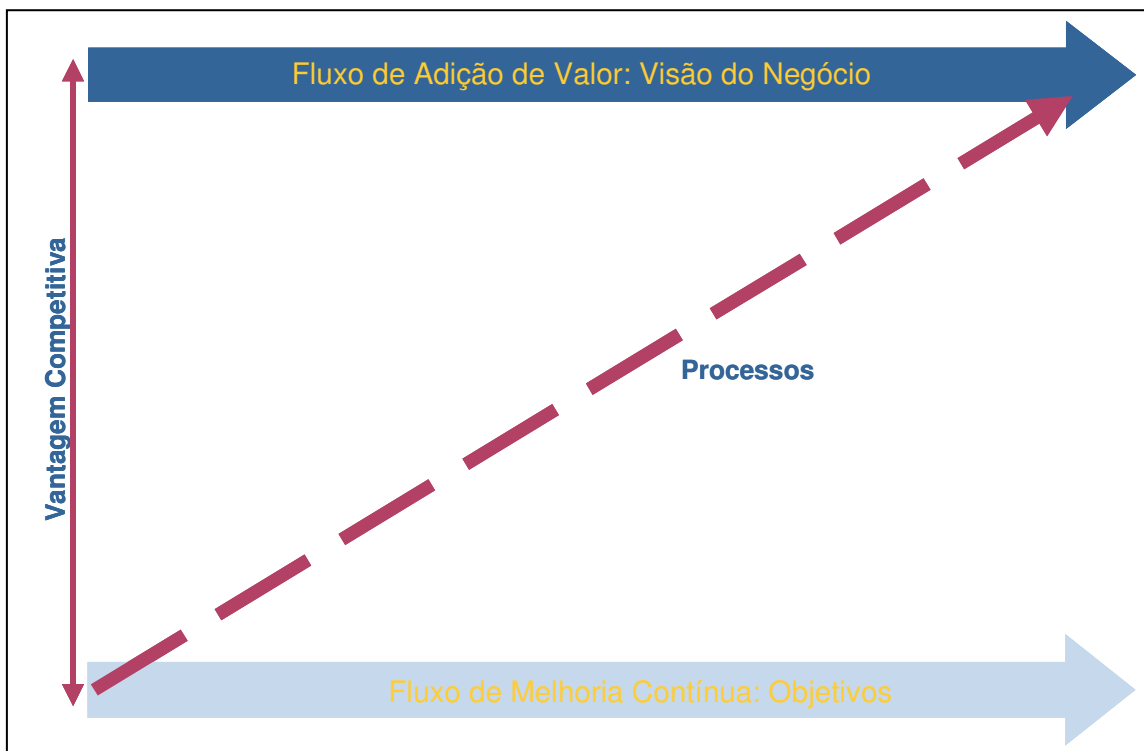 Fluxo de Adição de Valor: Visão do Negócio
Vantagem Competitiva
Processos
Fluxo de Melhoria Contínua: Objetivos